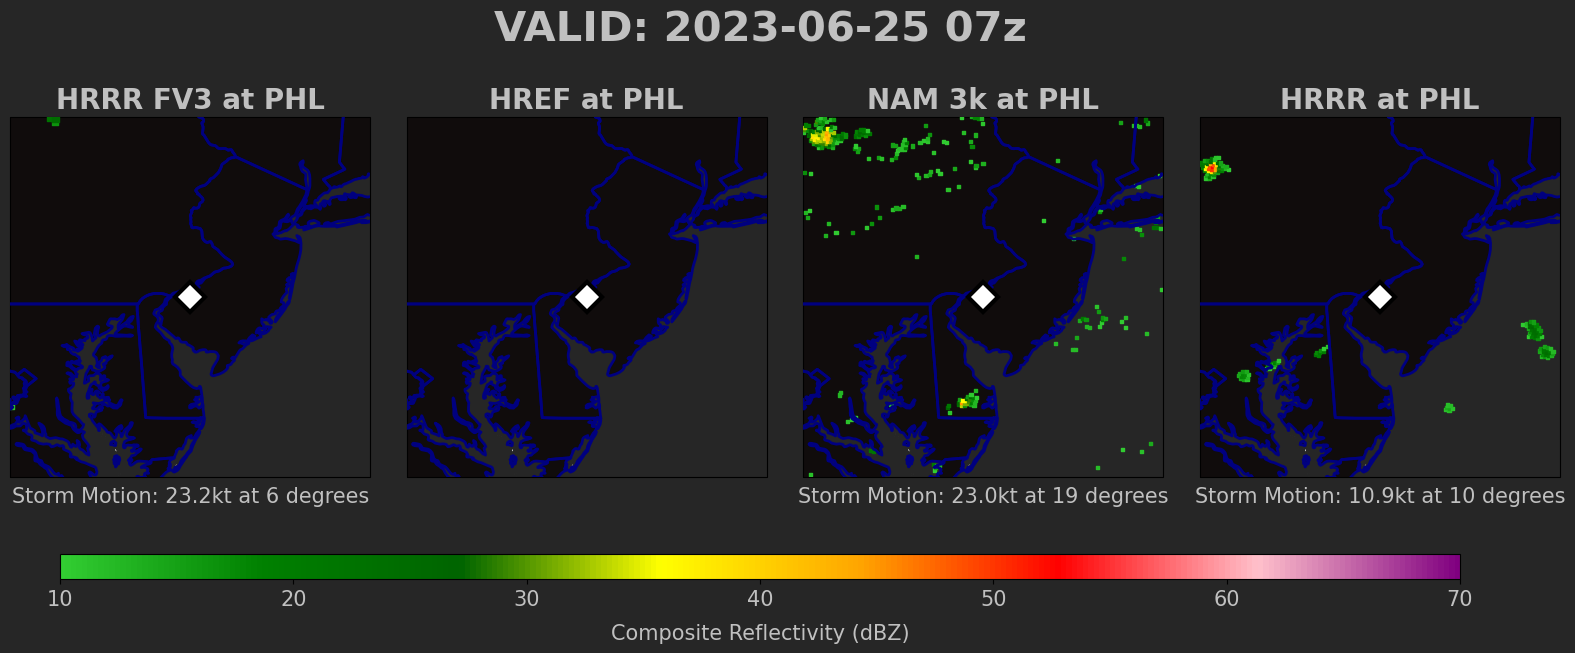 VALID: 2023-06-25 07z
HRRR FV3 at PHL
HREF at PHL
NAM 3k at PHL
HRRR at PHL
Storm Motion: 23.2kt at 6 degrees
Storm Motion: 23.0kt at 19 degrees
Storm Motion: 10.9kt at 10 degrees
10 20 30 40 50 60 70
Composite Reflectivity (dBZ)